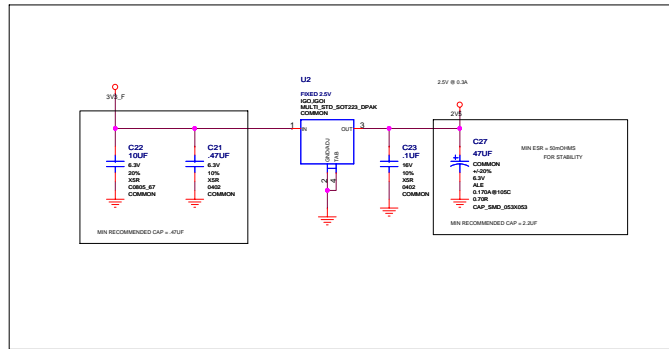 U2
FIXED 2.5V
IGO,IGOI
MULTI_STD_SOT223_DPAK
COMMON
2.5V @ 0.3A
3V3_F
2V5
1
IN
OUT
3
GND/ADJ
TAB
2
4
C22
10UF
6.3V
20%
X5R
C0805_67
COMMON
C21
.47UF
6.3V
10%
X5R
0402
COMMON
C23
.1UF
16V
10%
X5R
0402
COMMON
C27
47UF
COMMON
+/-20%
6.3V
ALE
0.170A@105C
0.70R
CAP_SMD_053X053
MIN ESR = 50mOHMS
FOR STABILITY
MIN RECOMMENDED CAP = .47UF
MIN RECOMMENDED CAP = 2.2UF